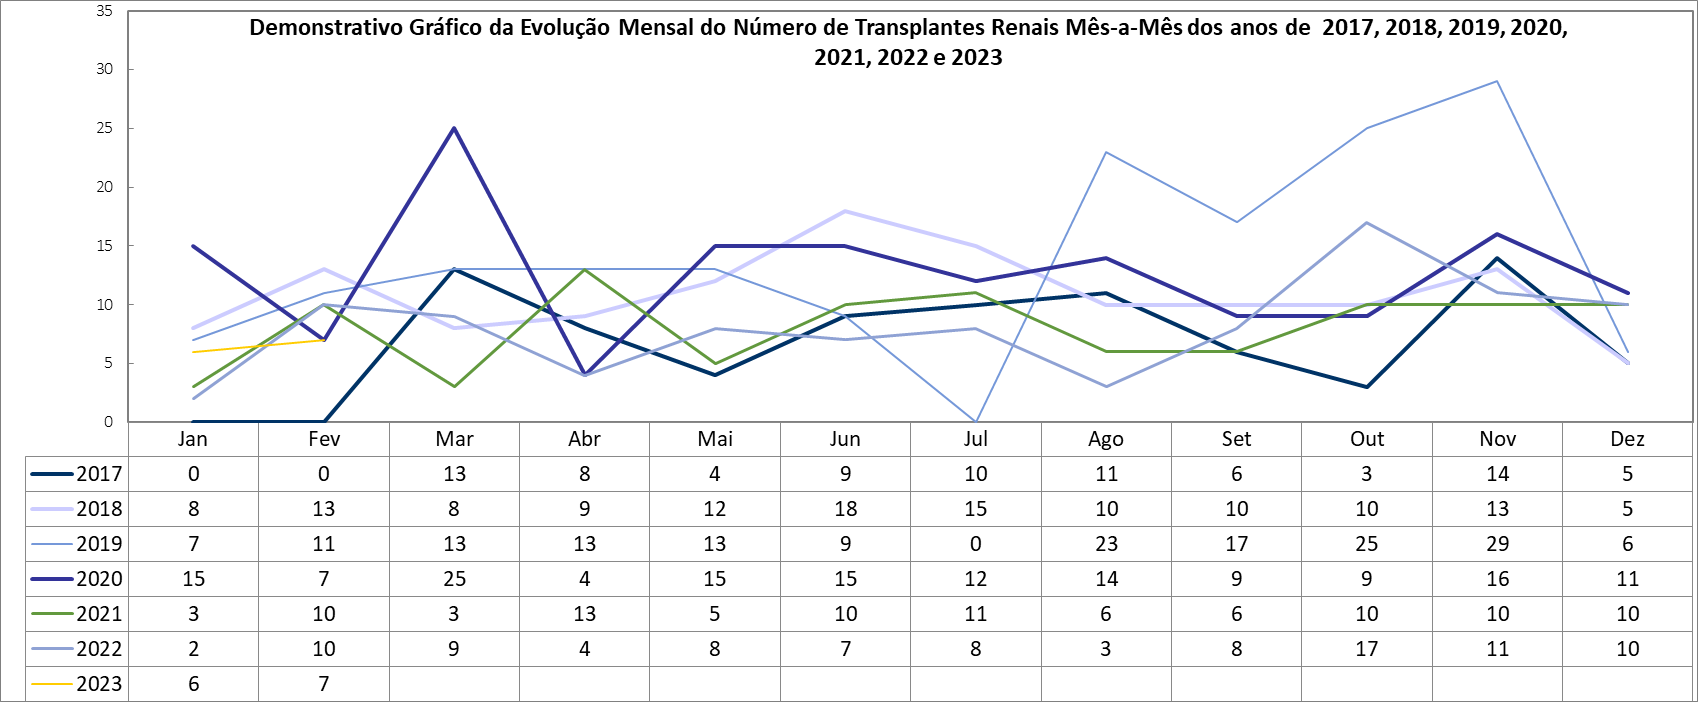 Demonstrativo Gráfico da Evolução Mensal do Número de Transplantes Renais Mês-a-Mês dos anos de 2017, 2018, 2019, 2020,
2021, 2022 e 2023
35
30
25
20
15
10
5
0
Jan Fev Mar Abr Mai Jun Jul Ago Set Out Nov Dez
2017 0 0 13 8 4 9 10 11 6 3 14 5
2018 8 13 8 9 12 18 15 10 10 10 13 5
2019 7 11 13 13 13 9 0 23 17 25 29 6
2020 15 7 25 4 15 15 12 14 9 9 16 11
2021 3 10 3 13 5 10 11 6 6 10 10 10
2022 2 10 9 4 8 7 8 3 8 17 11 10
2023 6 7